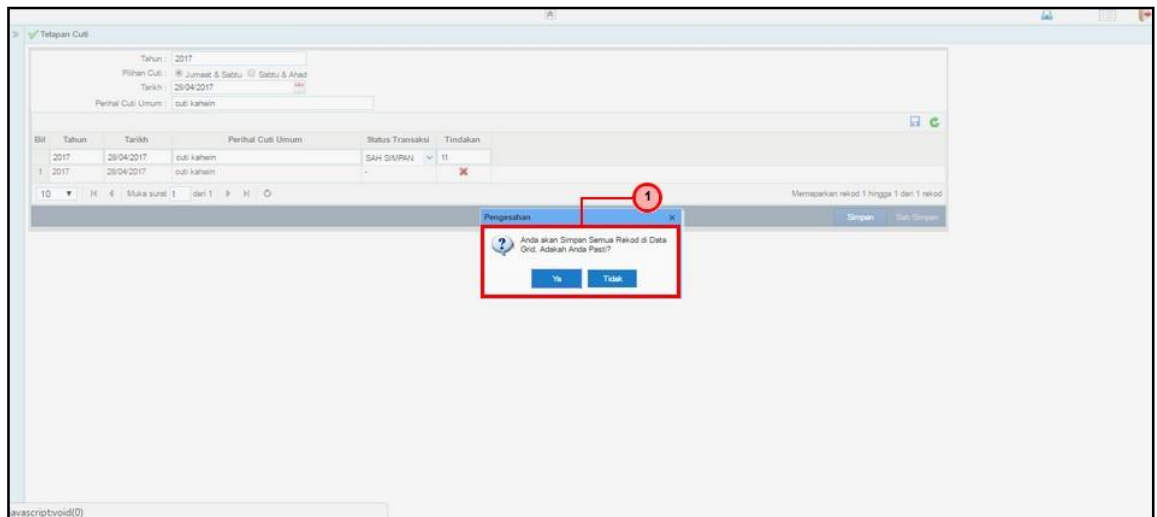 Tetapan Cuti
Tahun : 2017
Pilihan Cuti : Jumaat & Sabtu Sabtu & Ahad
Tarikh : 28/04/2017
Perihal Cuti Umum : cuti kahwin
Bil Tahun Tarikh Perihal Cuti Umum Status Transaksi Tindakan
2017 28/04/2017 cuti kahwin SAH SIMPAN 11
1 2017 28/04/2017 cuti kahwin -
10 Muka surat 1 dari 1 Memaparkan rekod 1 hingga 1 dari 1 rekod
Simpan Sah Simpan
1
Pengesahan
Anda akan Simpan Semua Rekod di Data
Grid. Adakah Anda Pasti?
Ya Tidak
avascript:void(0)